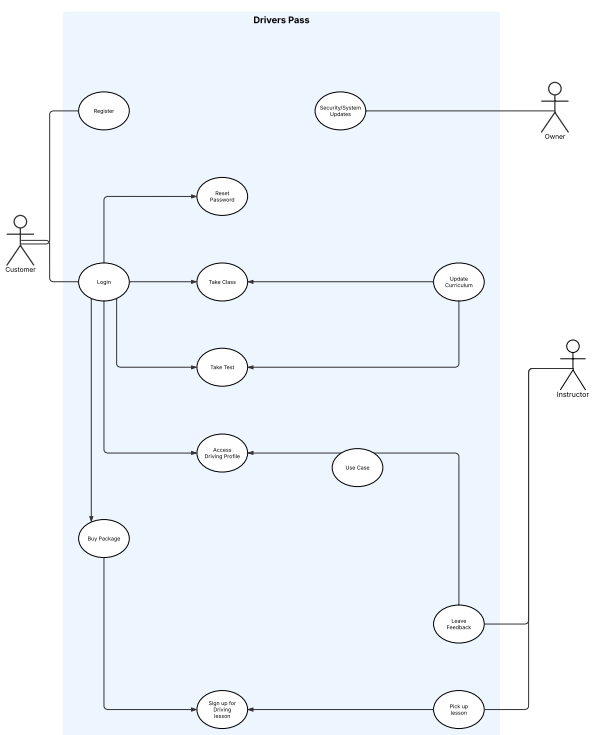 Drivers Pass
Register
Security/System
Updates
Owner
Reset
Password
Customer
Login
Take Class
Update
Curriculum
Take Test
Instructor
Access
Driving Profile
Use Case
Buy Package
Leave
Feedback
Sign up for
Driving
lesson
Pick up
lesson